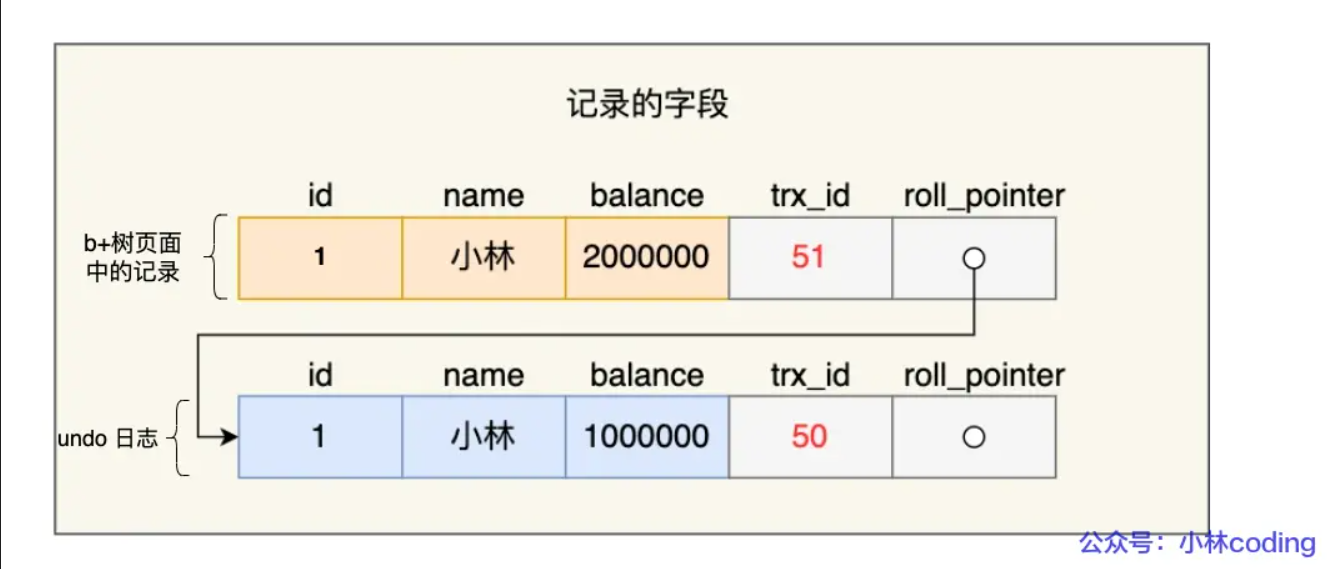 记录的字段
id name balance trx_id roll_pointer
b+树页面
中的记录
1 小林 2000000 51
id name balance trx_id roll_pointer
undo 日志
1 小林 1000000 50
公众号：小林coding